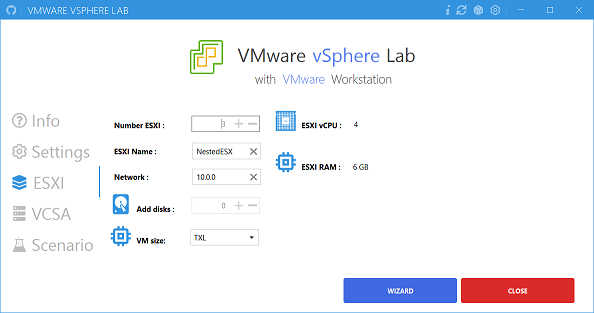 VMWARE VSPHERE LAB
VMware vSphere Lab
with VMware Workstation
Info
Settings
ESXI
VCSA
Scenario
Number ESXI : 3
ESXI Name : NestedESX
Network : 10.0.0
Add disks : 0
VM size: TXL
ESXI vCPU : 4
ESXI RAM : 6 GB
WIZARD
CLOSE